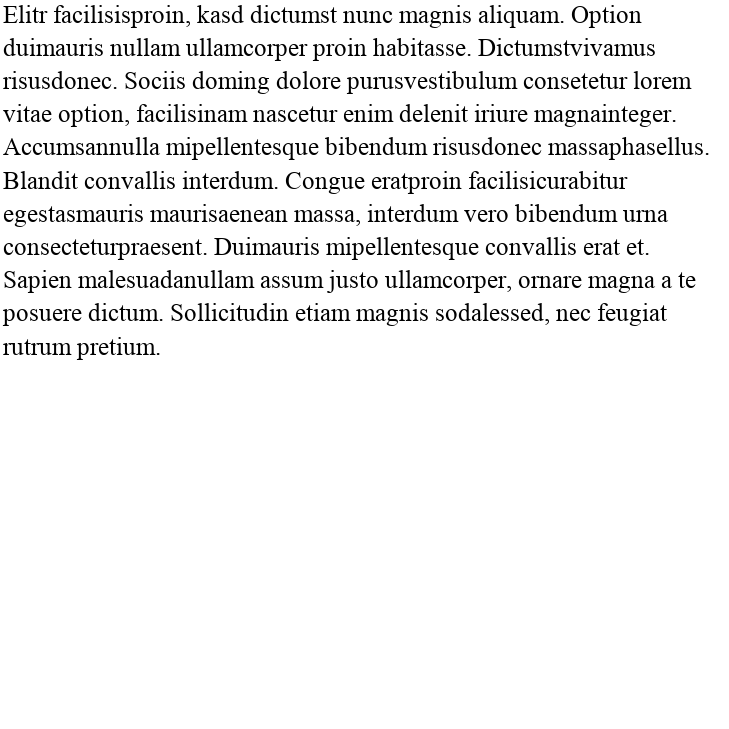 Elitr facilisisproin, kasd dictumst nunc magnis aliquam. Option
duimauris nullam ullamcorper proin habitasse. Dictumstvivamus
risusdonec. Sociis doming dolore purusvestibulum consetetur lorem
vitae option, facilisinam nascetur enim delenit iriure magnainteger.
Accumsannulla mipellentesque bibendum risusdonec massaphasellus.
Blandit convallis interdum. Congue eratproin facilisicurabitur
egestasmauris maurisaenean massa, interdum vero bibendum urna
consecteturpraesent. Duimauris mipellentesque convallis erat et.
Sapien malesuadanullam assum justo ullamcorper, ornare magna a te
posuere dictum. Sollicitudin etiam magnis sodalessed, nec feugiat
rutrum pretium.